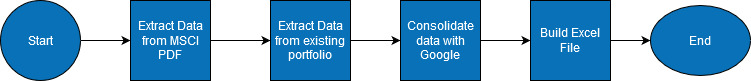 Start
Extract Data
from MSCI
PDF
Extract Data
from existing
portfolio
Consolidate
data with
Google
Build Excel
File
End